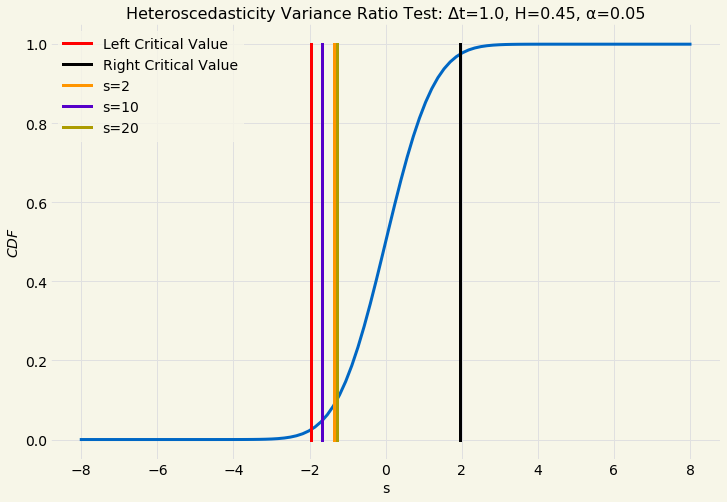 Heteroscedasticity Variance Ratio Test: Δt=1.0, H=0.45, α=0.05
Left Critical Value
Right Critical Value
s=2
s=10
s=20
1.0
0.8
0.6
0.4
0.2
0.0
CDF
−8
−6
−4
−2
0
2
4
6
8
s